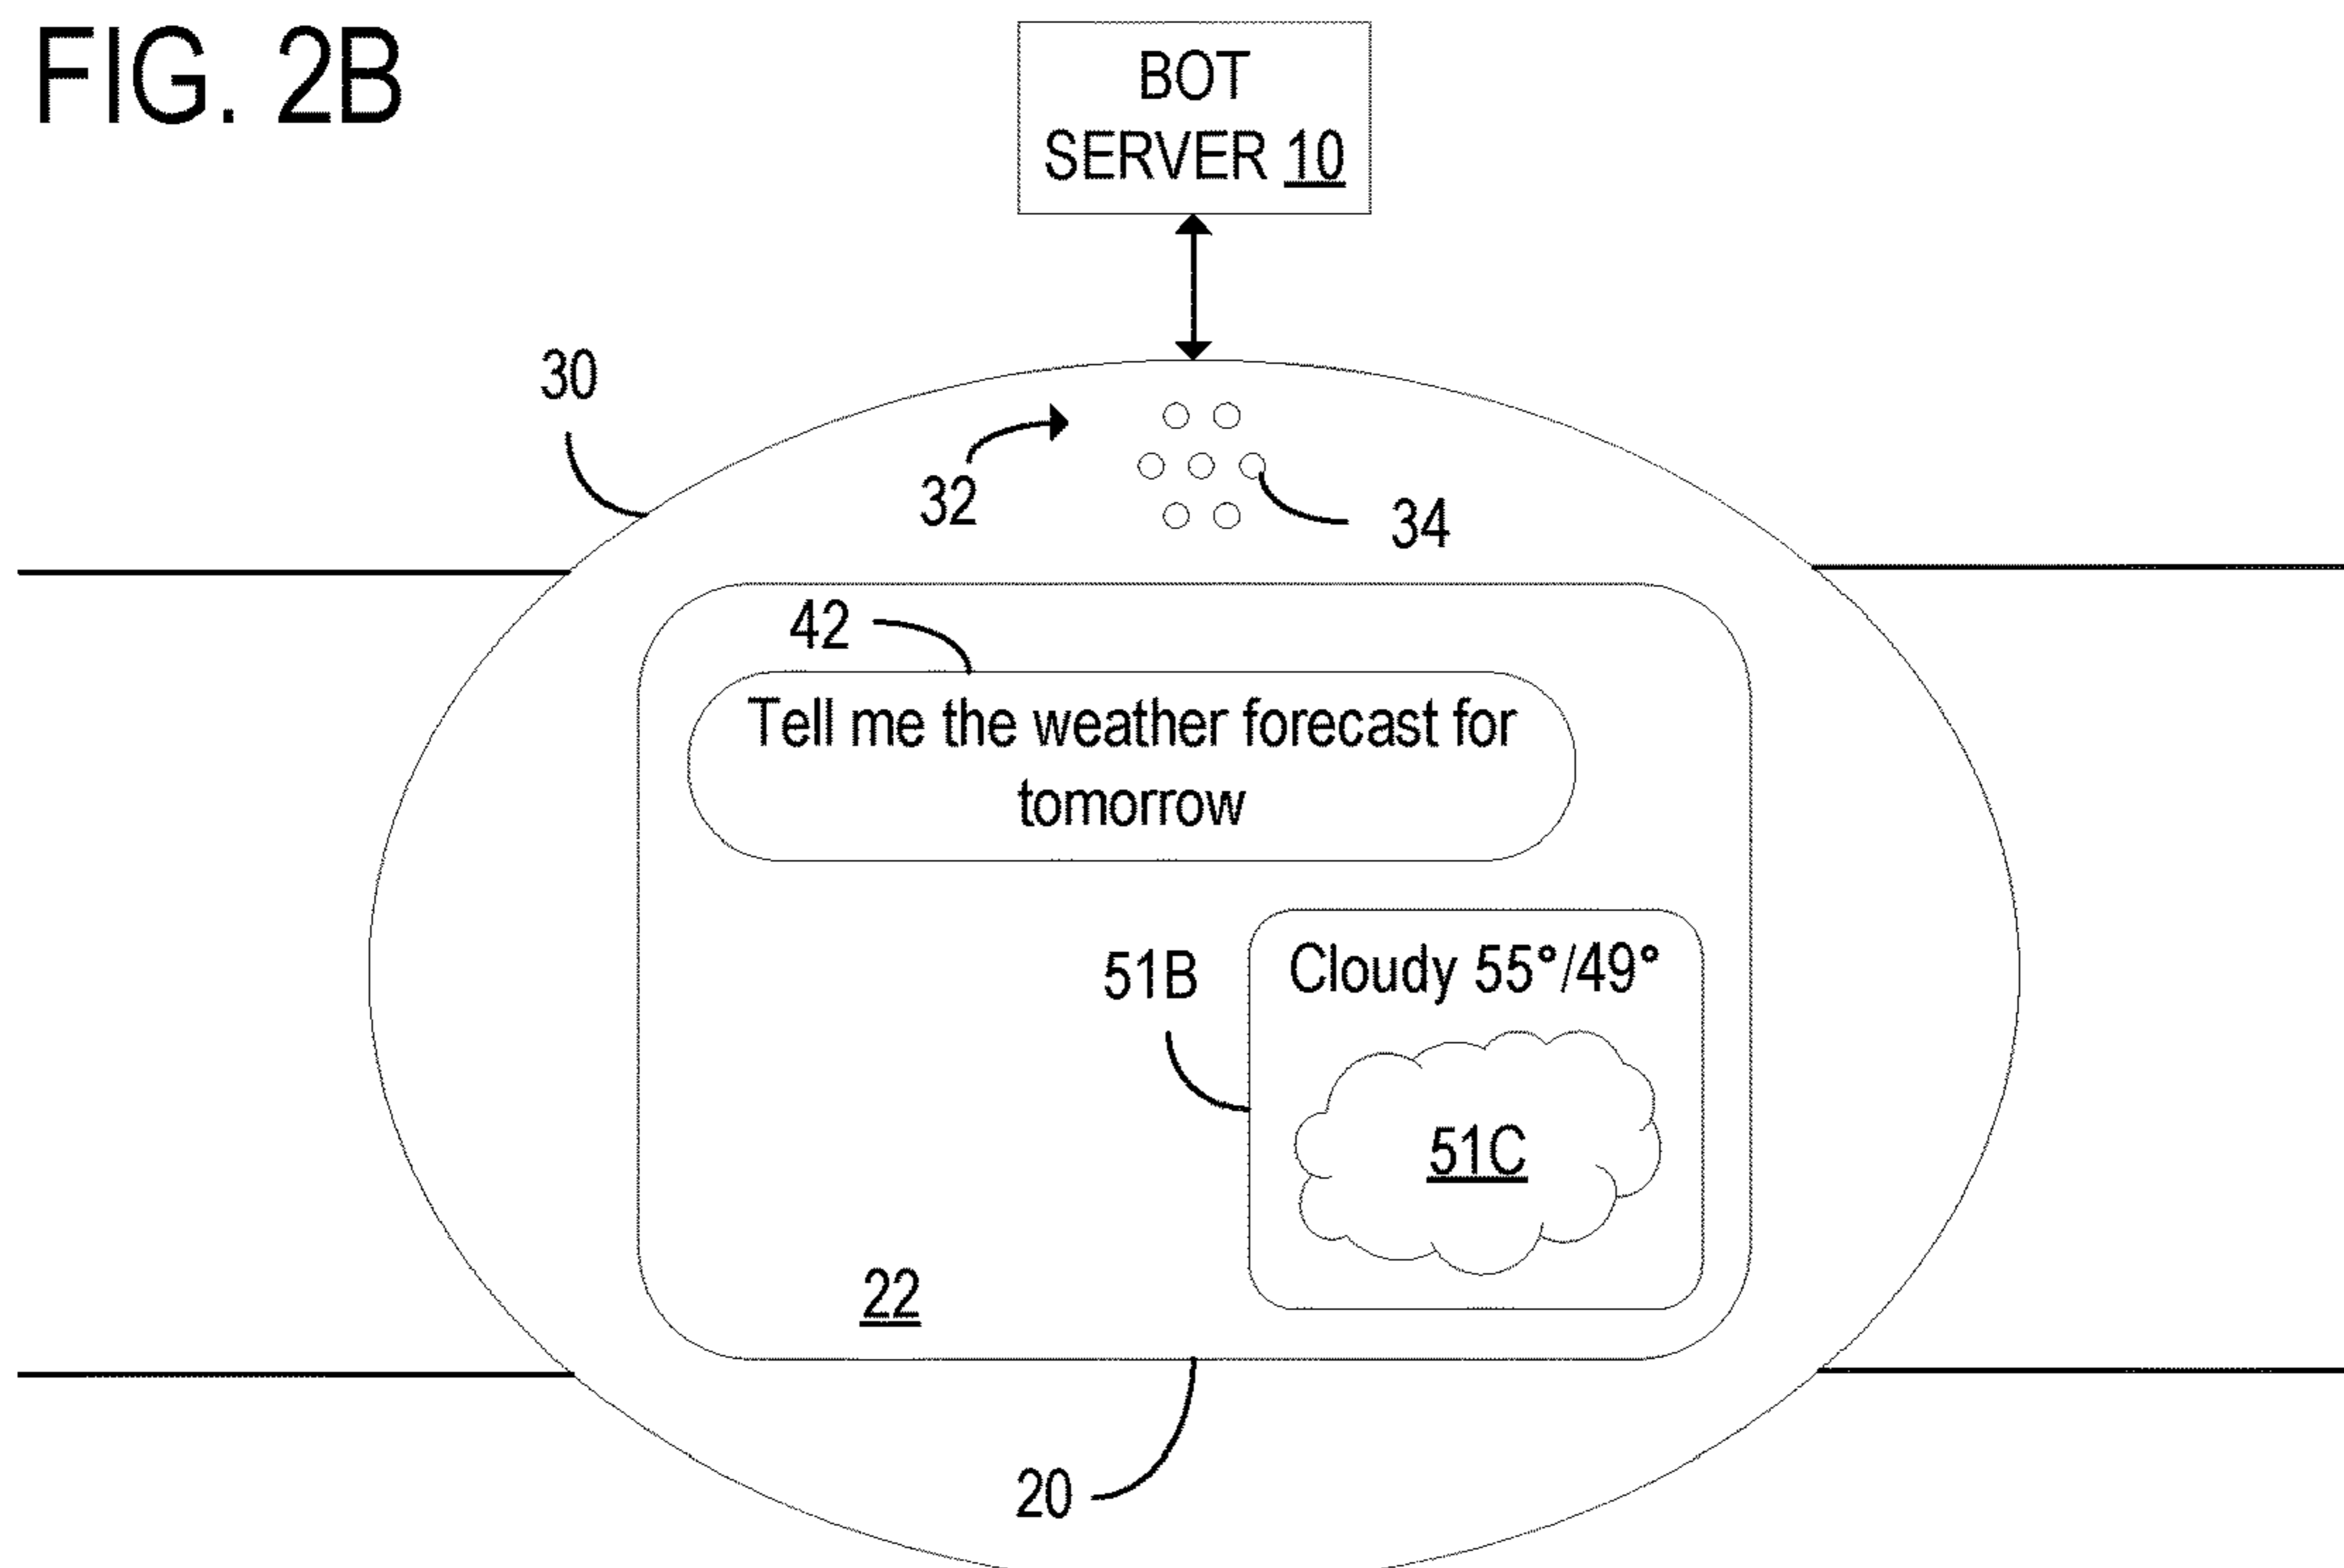 FIG. 2B
BOT
SERVER 10
30
32
34
42
Tell me the weather forecast for
tomorrow
51B
Cloudy 55°/49°
51C
22
20